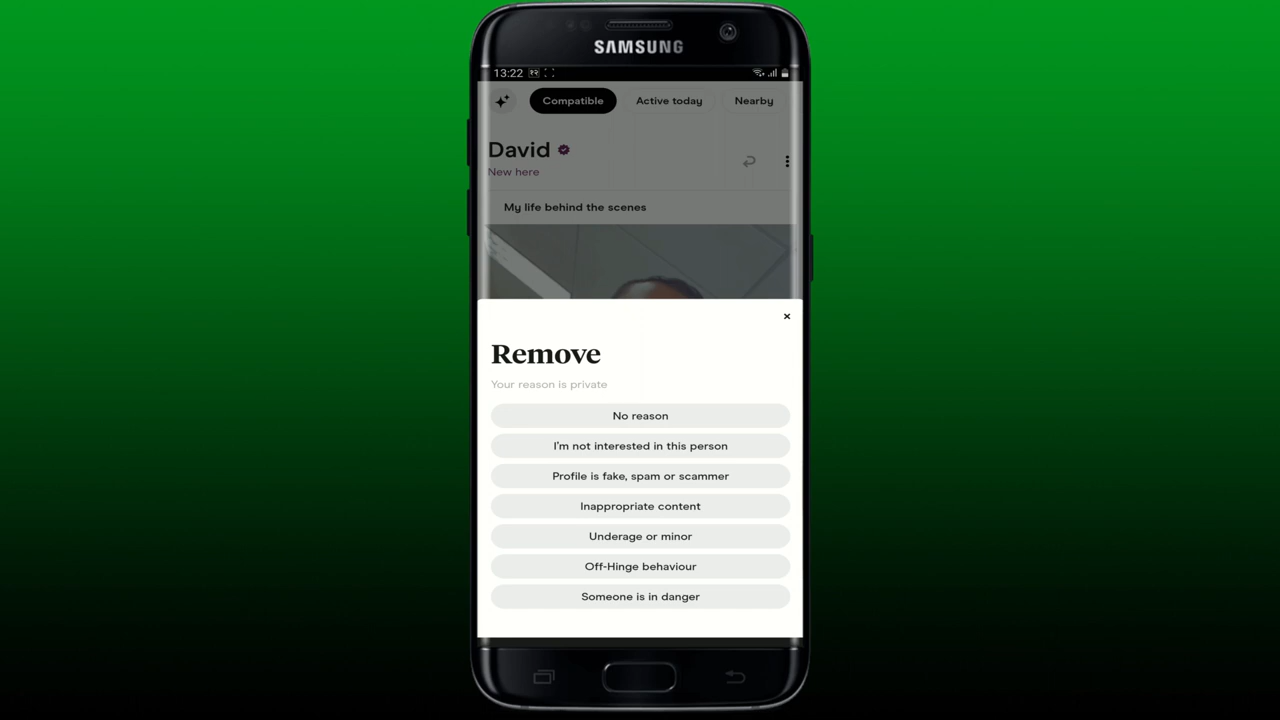 SAMSUNG
13:22
Compatible
Active today
Nearby
David
New here
My life behind the scenes
Remove
Your reason is private
No reason
I'm not interested in this person
Profile is fake, spam or scammer
Inappropriate content
Underage or minor
Off-Hinge behaviour
Someone is in danger